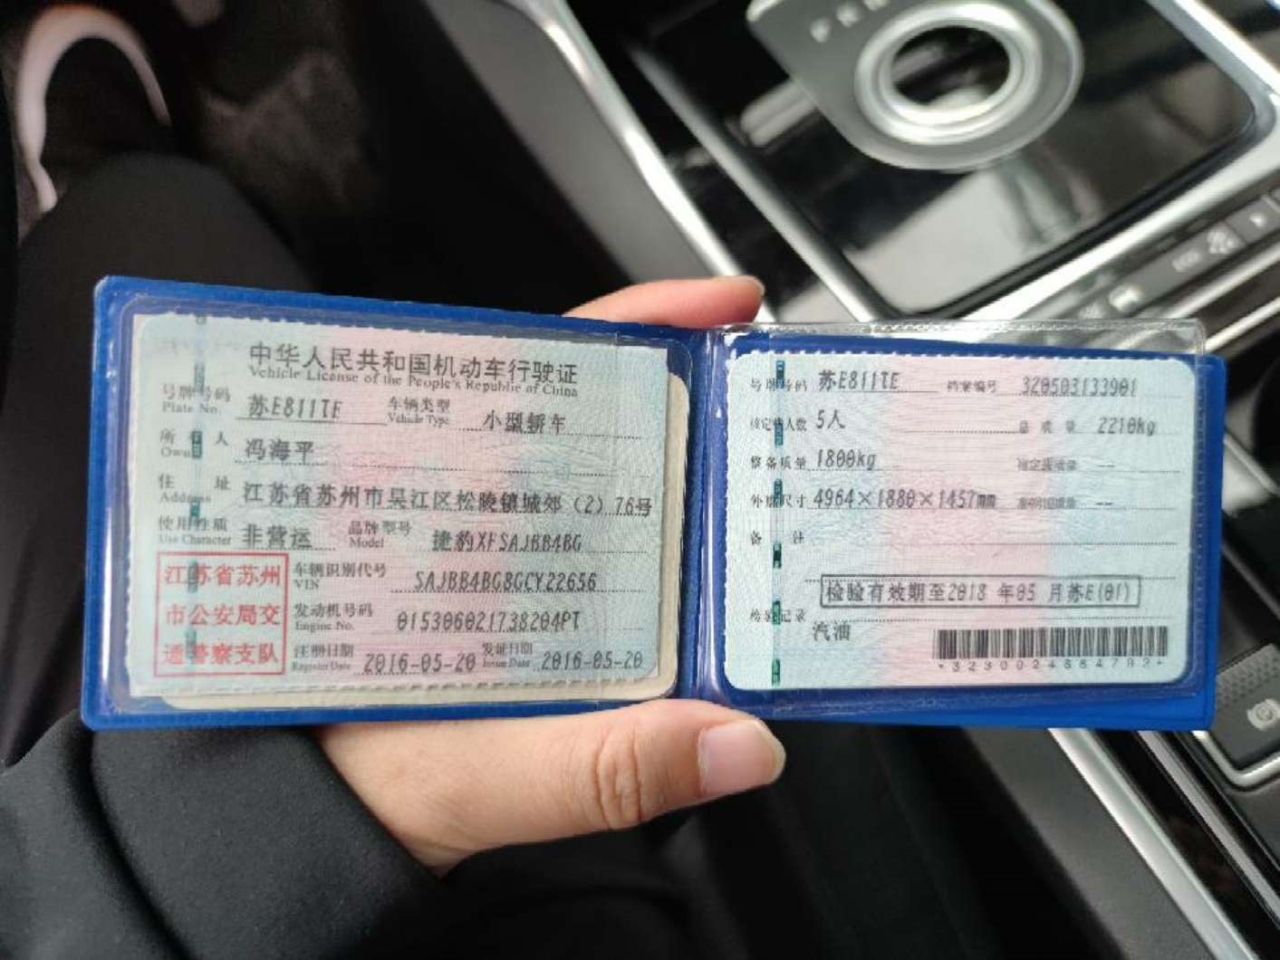 中华人民共和国机动车行驶证
Vehicle License of the People's Republic of China
号牌号码 苏E811TE 车辆类型 小型轿车
Plate No. Vehicle Type
所有人 冯海平
Owner
住址 江苏省苏州市吴江区松陵镇城郊（2）76号
Address
使用性质 非营运 品牌型号 捷豹XFSAJBB4BG
Use Character Model
江苏省苏州
市公安局交
通警察支队
车辆识别代号 SAJBB4BG8GCY22656
VIN
发动机号码 015306021738204PT
Engine No.
注册日期 2016-05-20 发证日期 2016-05-20
Register Date Issue Date
号牌号码 苏E811TE 档案编号 320503133901
核定载人数 5人 总质量 2210kg
整备质量 1800kg 核定载质量 --
外廓尺寸 4964×1880×1457mm 准牵引总质量 --
备注
检验有效期至2018年05月苏E(01)
检验记录
汽油
P R N
ECO